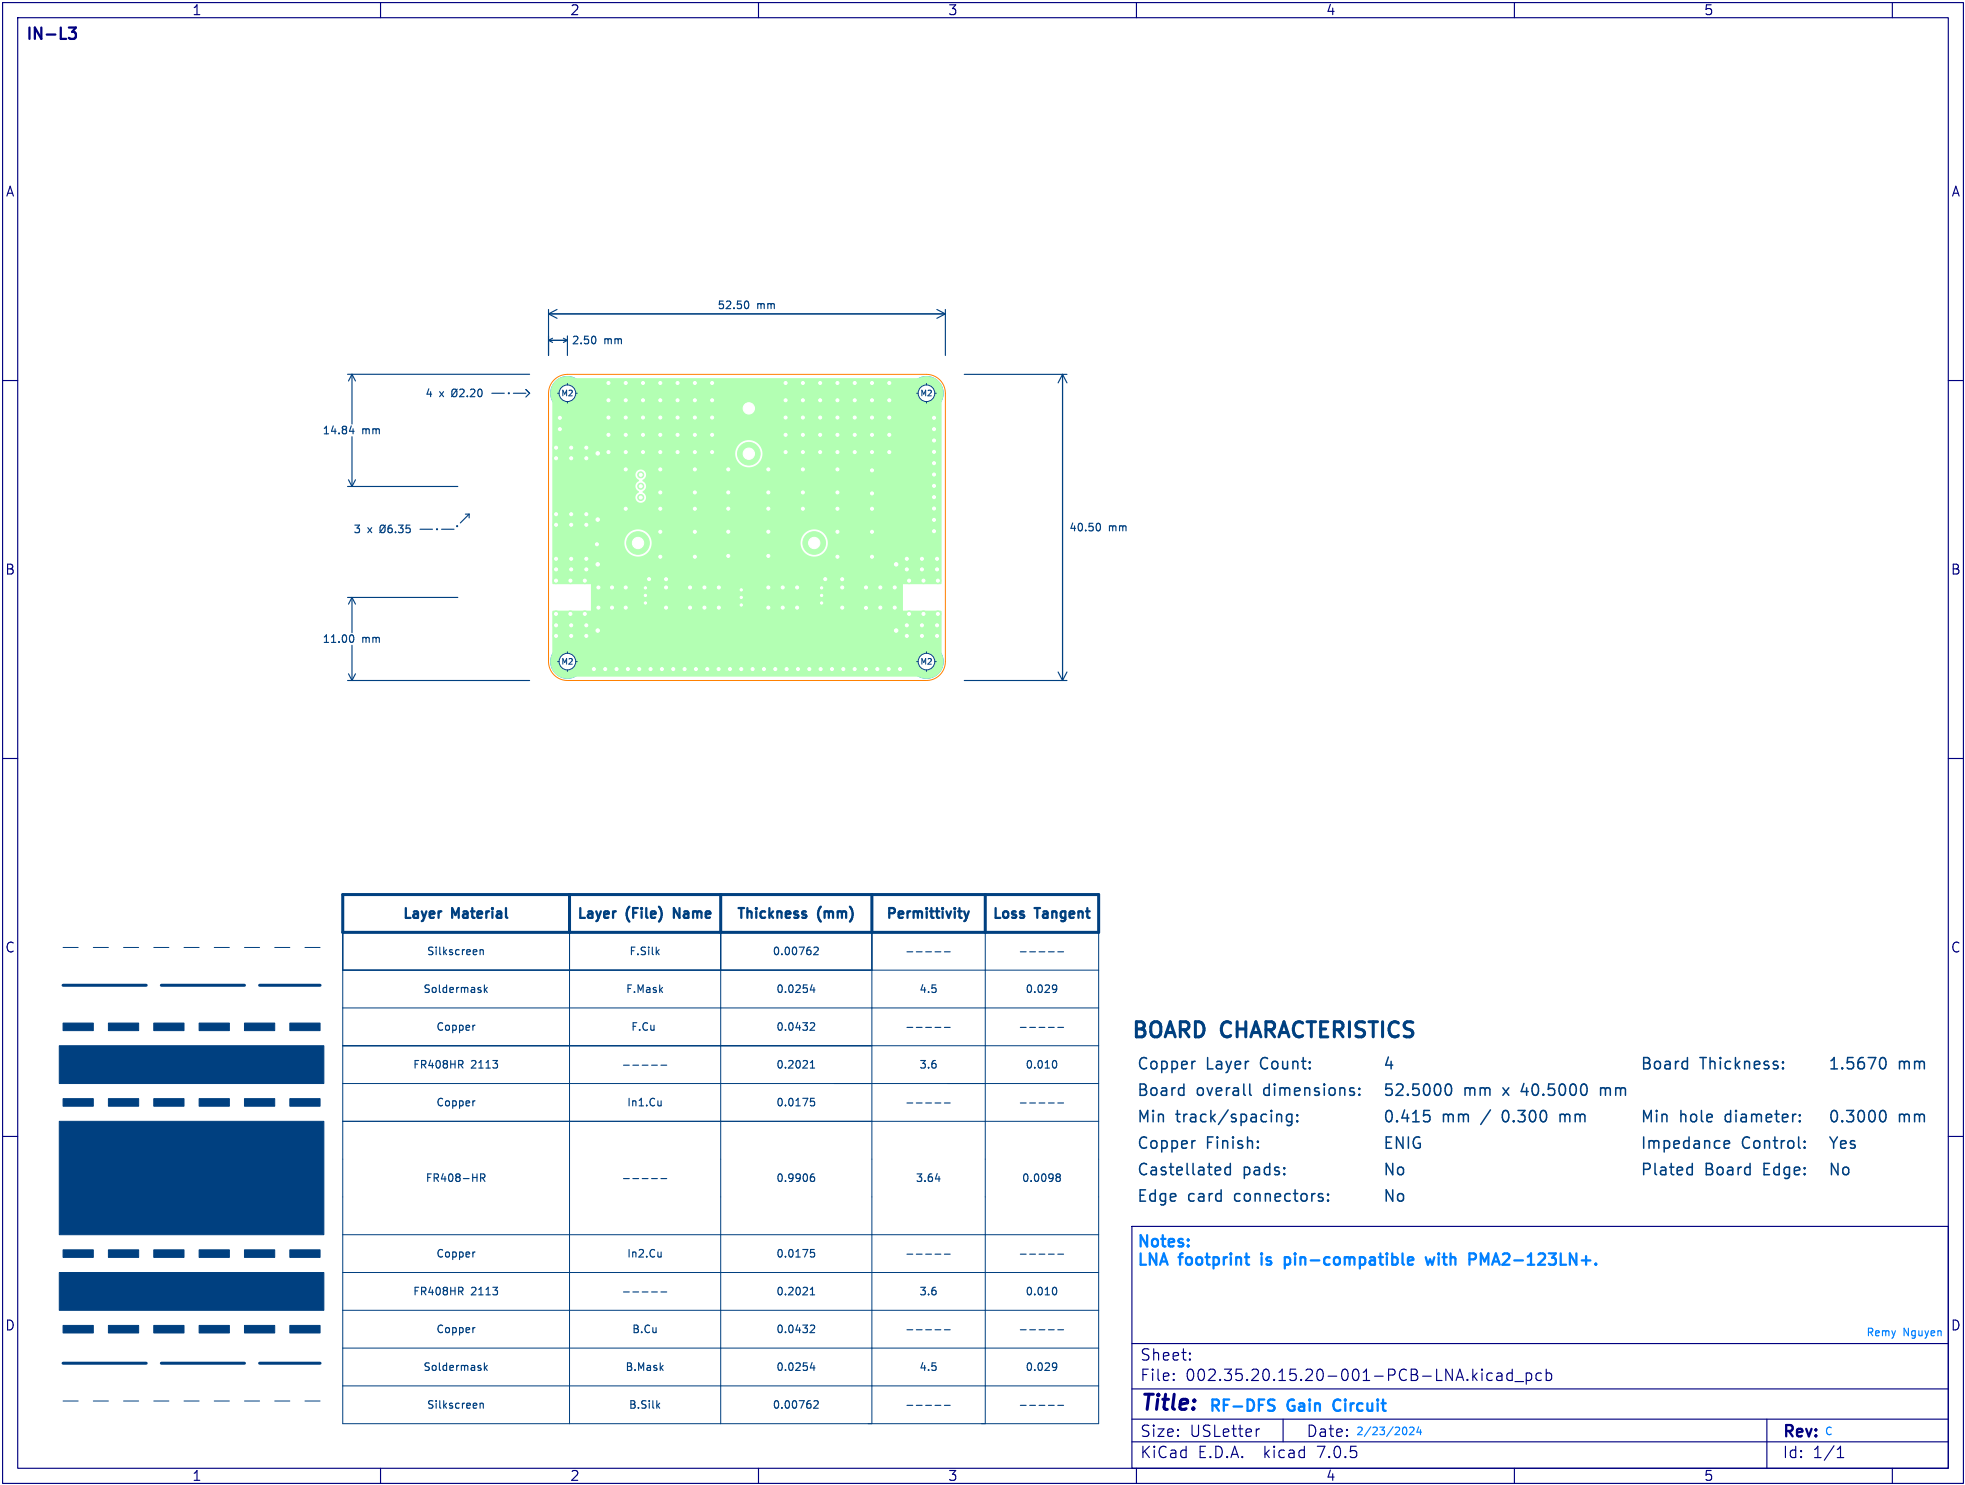 1 2 3 4 5
IN-L3
A A
52.50 mm
2.50 mm
4 x Ø2.20
M2 M2
14.84 mm
3 x Ø6.35
40.50 mm
B B
11.00 mm
M2 M2
Layer Material Layer (File) Name Thickness (mm) Permittivity Loss Tangent
C C
Silkscreen F.Silk 0.00762 ----- -----
Soldermask F.Mask 4.5 0.0254 0.029
Copper F.Cu 0.0432 ----- -----
FR408HR 2113 ----- 0.2021 3.6 0.010
Copper In1.Cu 0.0175 ----- -----
FR408-HR ----- 0.9906 3.64 0.0098
Copper In2.Cu 0.0175 ----- -----
FR408HR 2113 ----- 0.2021 3.6 0.010
Copper B.Cu 0.0432 ----- -----
Soldermask B.Mask 0.0254 4.5 0.029
Silkscreen B.Silk 0.00762 ----- -----
BOARD CHARACTERISTICS
Copper Layer Count: 4 Board Thickness: 1.5670 mm
Board overall dimensions: 52.5000 mm x 40.5000 mm
Min track/spacing: 0.415 mm / 0.300 mm Min hole diameter: 0.3000 mm
Copper Finish: ENIG Impedance Control: Yes
Castellated pads: No Plated Board Edge: No
Edge card connectors: No
Notes:
LNA footprint is pin-compatible with PMA2-123LN+.
D D
Remy Nguyen
Sheet:
File: 002.35.20.15.20-001-PCB-LNA.kicad_pcb
Title: RF-DFS Gain Circuit
Size: USLetter Date: 2/23/2024 Rev: C
KiCad E.D.A. kicad 7.0.5 Id: 1/1
1 2 3 4 5